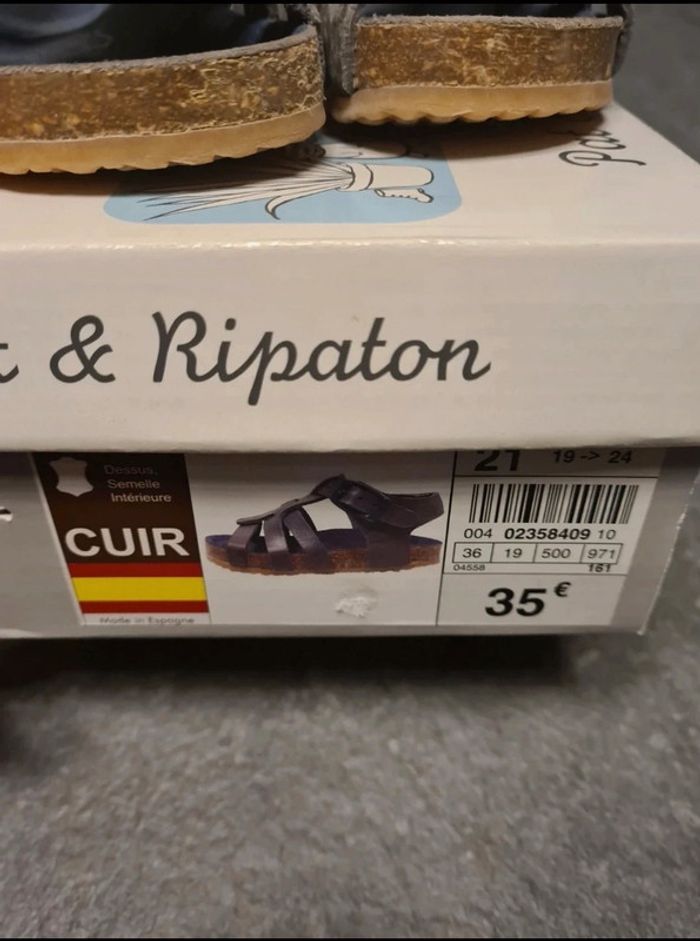 & Ripaton
Dessus,
Semelle
Intérieure
CUIR
Made in Espagne
21 19 -> 24
004 02358409 10
36 19 500 971
04558 161
35 €